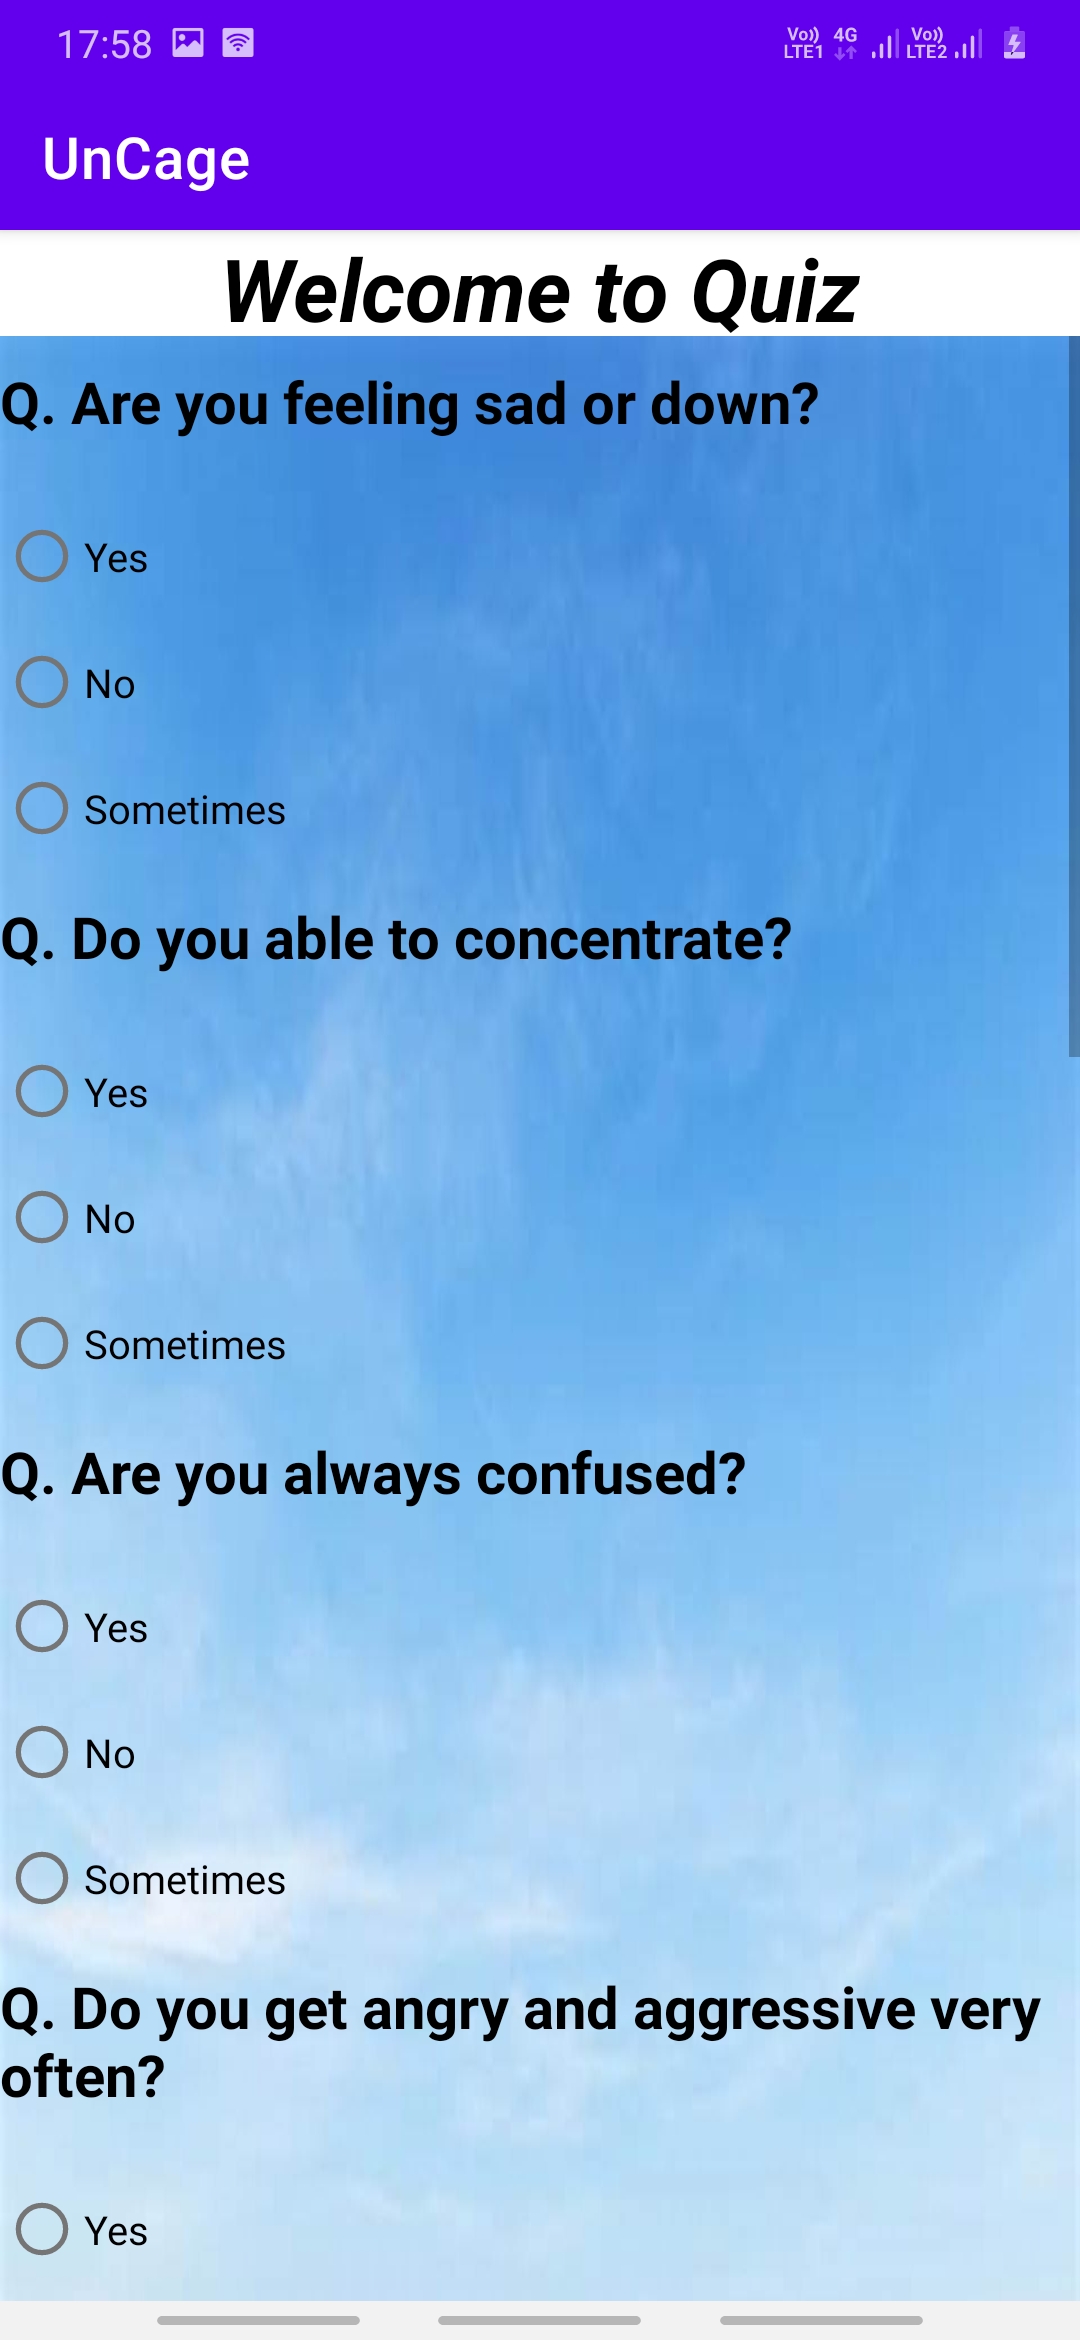 17:58 Vo)) LTE1 4G Vo)) LTE2
UnCage
Welcome to Quiz
Q. Are you feeling sad or down?
Yes
No
Sometimes
Q. Do you able to concentrate?
Yes
No
Sometimes
Q. Are you always confused?
Yes
No
Sometimes
Q. Do you get angry and aggressive very
often?
Yes